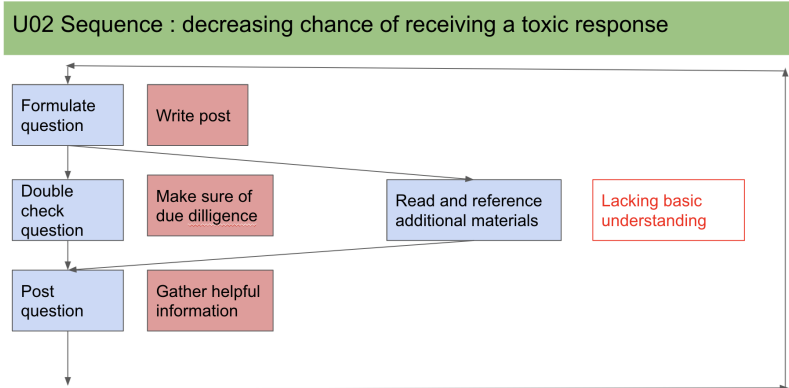 U02 Sequence : decreasing chance of receiving a toxic response
Formulate
question
Write post
Double
check
question
Make sure of
due dilligence
Read and reference
additional materials
Lacking basic
understanding
Post
question
Gather helpful
information